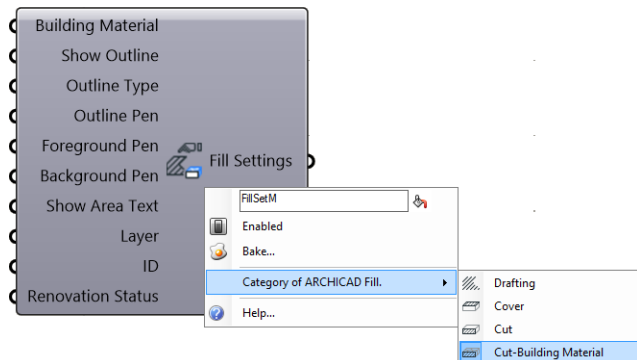 Building Material
Show Outline
Outline Type
Outline Pen
Foreground Pen
Fill Settings
Background Pen
Show Area Text
Layer
ID
Renovation Status
FillSetM
Enabled
Bake...
Category of ARCHICAD Fill.
Help...
Drafting
Cover
Cut
Cut-Building Material